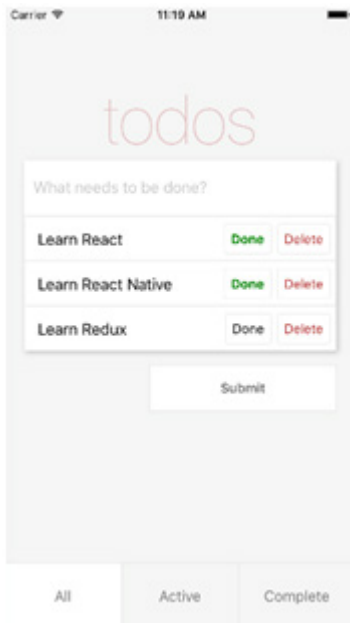 Carrier 11:19 AM
todos
What needs to be done?
Learn React Done Delete
Learn React Native Done Delete
Learn Redux Done Delete
Submit
All Active Complete